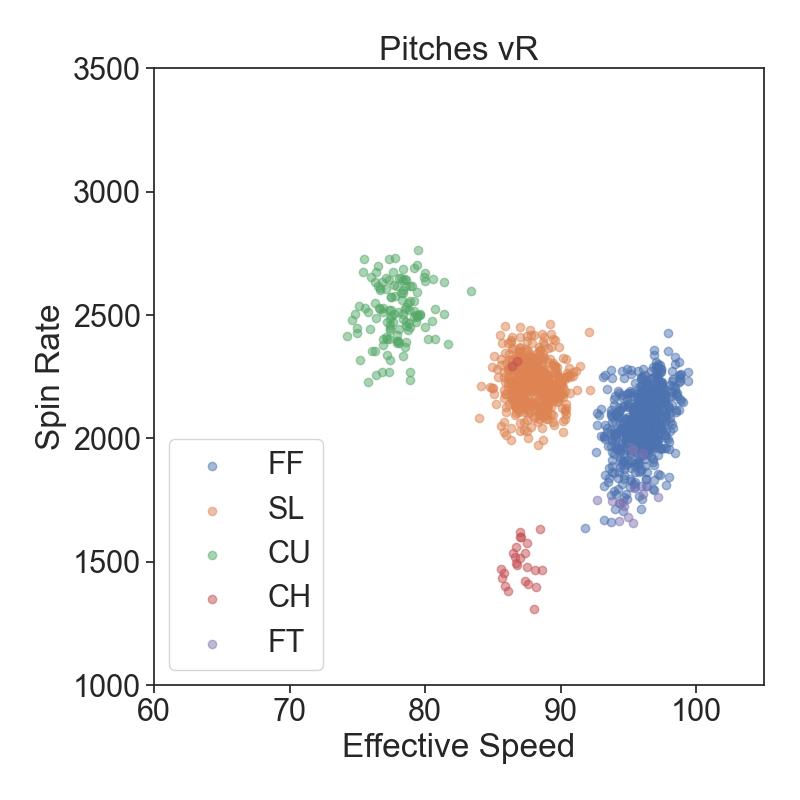 Pitches vR
3500
3000
2500
2000
1500
1000
Spin Rate
FF
SL
CU
CH
FT
60 70 80 90 100
Effective Speed